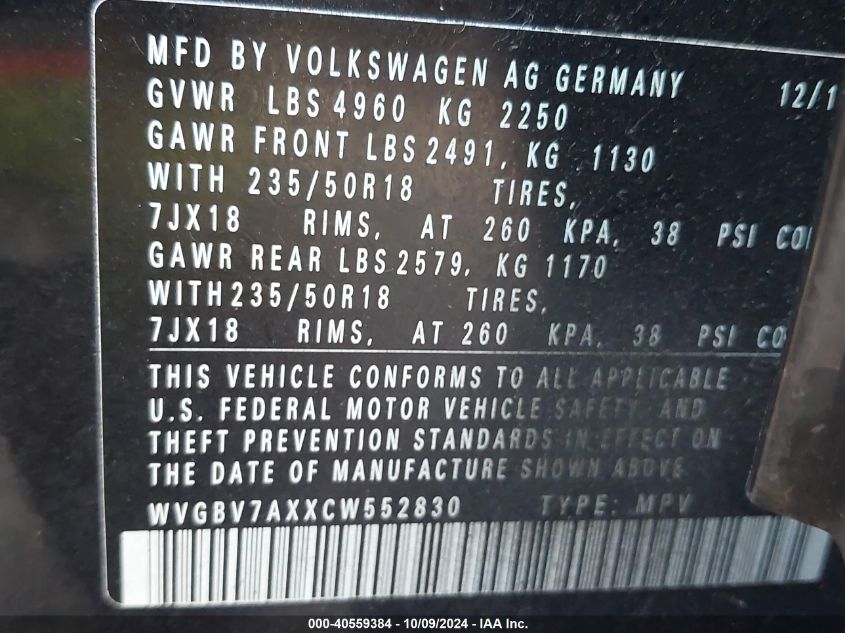 MFD BY VOLKSWAGEN AG GERMANY 12/1
GVWR LBS 4960 KG 2250
GAWR FRONT LBS 2491, KG 1130
WITH 235/50R18 TIRES,
7JX18 RIMS, AT 260 KPA, 38 PSI CO
GAWR REAR LBS 2579, KG 1170
WITH 235/50R18 TIRES,
7JX18 RIMS, AT 260 KPA, 38 PSI CO
THIS VEHICLE CONFORMS TO ALL APPLICABLE
U.S. FEDERAL MOTOR VEHICLE SAFETY AND
THEFT PREVENTION STANDARDS IN EFFECT ON
THE DATE OF MANUFACTURE SHOWN ABOVE
WVGBV7AXXCW552830 TYPE: MPV
000-40559384 - 10/09/2024 - IAA Inc.